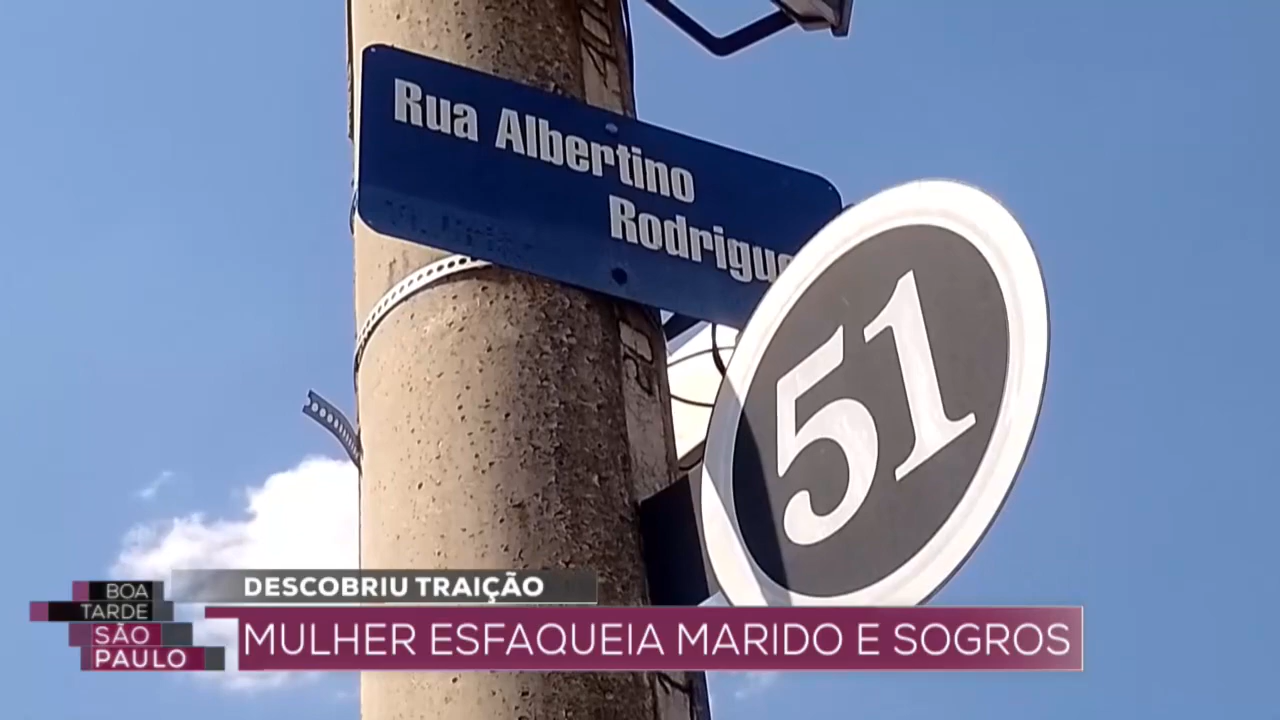 Rua Albertino
Rodrigue
51
DESCOBRIU TRAIÇÃO
MULHER ESFAQUEIA MARIDO E SOGROS
BOA
TARDE
SÃO
PAULO